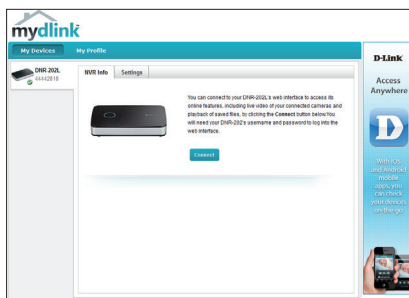 mydlink
My Devices
My Profile
DNR-202L
44442818
NVR Info
Settings
You can connect to your DNR-202L's web interface to access its
online features, including live video of your connected cameras and
playback of saved files, by clicking the Connect button below.You
will need your DNR-202's username and password to log into the
web interface.
Connect
D-Link
Access
Anywhere
D
With iOS
and Android
mobile
apps, you
can check
your devices
on-the-go